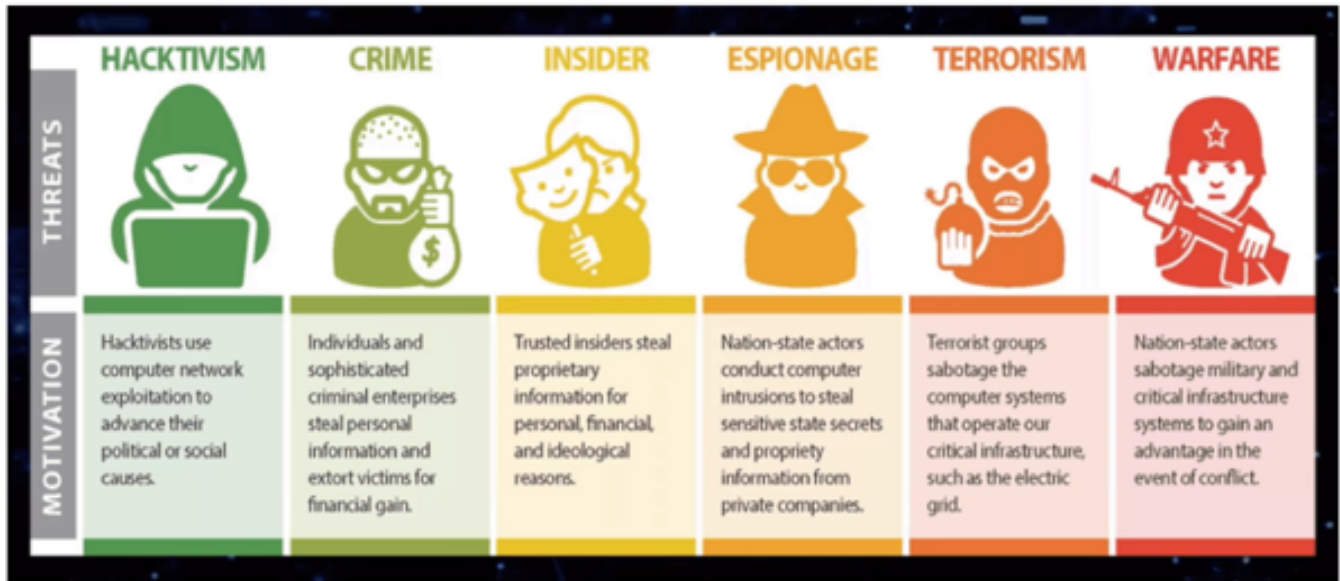 HACKTIVISM
CRIME
INSIDER
ESPIONAGE
TERRORISM
WARFARE
THREATS
$
MOTIVATION
Hacktivists use
computer network
exploitation to
advance their
political or social
causes.
Individuals and
sophisticated
criminal enterprises
steal personal
information and
extort victims for
financial gain.
Trusted insiders steal
proprietary
information for
personal, financial,
and ideological
reasons.
Nation-state actors
conduct computer
intrusions to steal
sensitive state secrets
and propriety
information from
private companies.
Terrorist groups
sabotage the
computer systems
that operate our
critical infrastructure,
such as the electric
grid.
Nation-state actors
sabotage military and
critical infrastructure
systems to gain an
advantage in the
event of conflict.